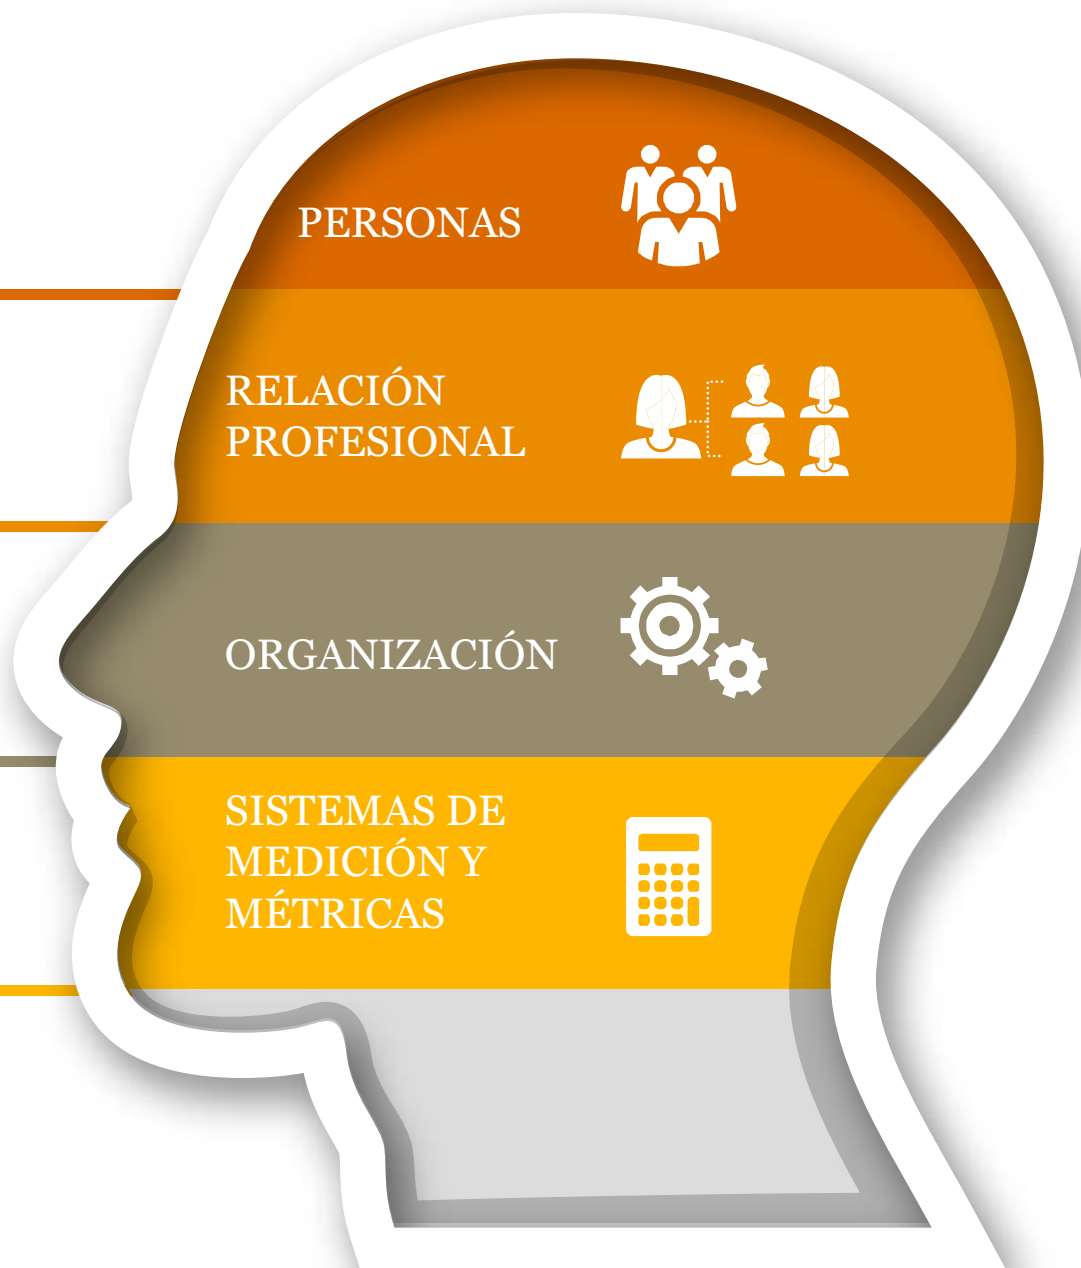 PERSONAS
RELACIÓN
PROFESIONAL
ORGANIZACIÓN
SISTEMAS DE
MEDICIÓN Y
MÉTRICAS